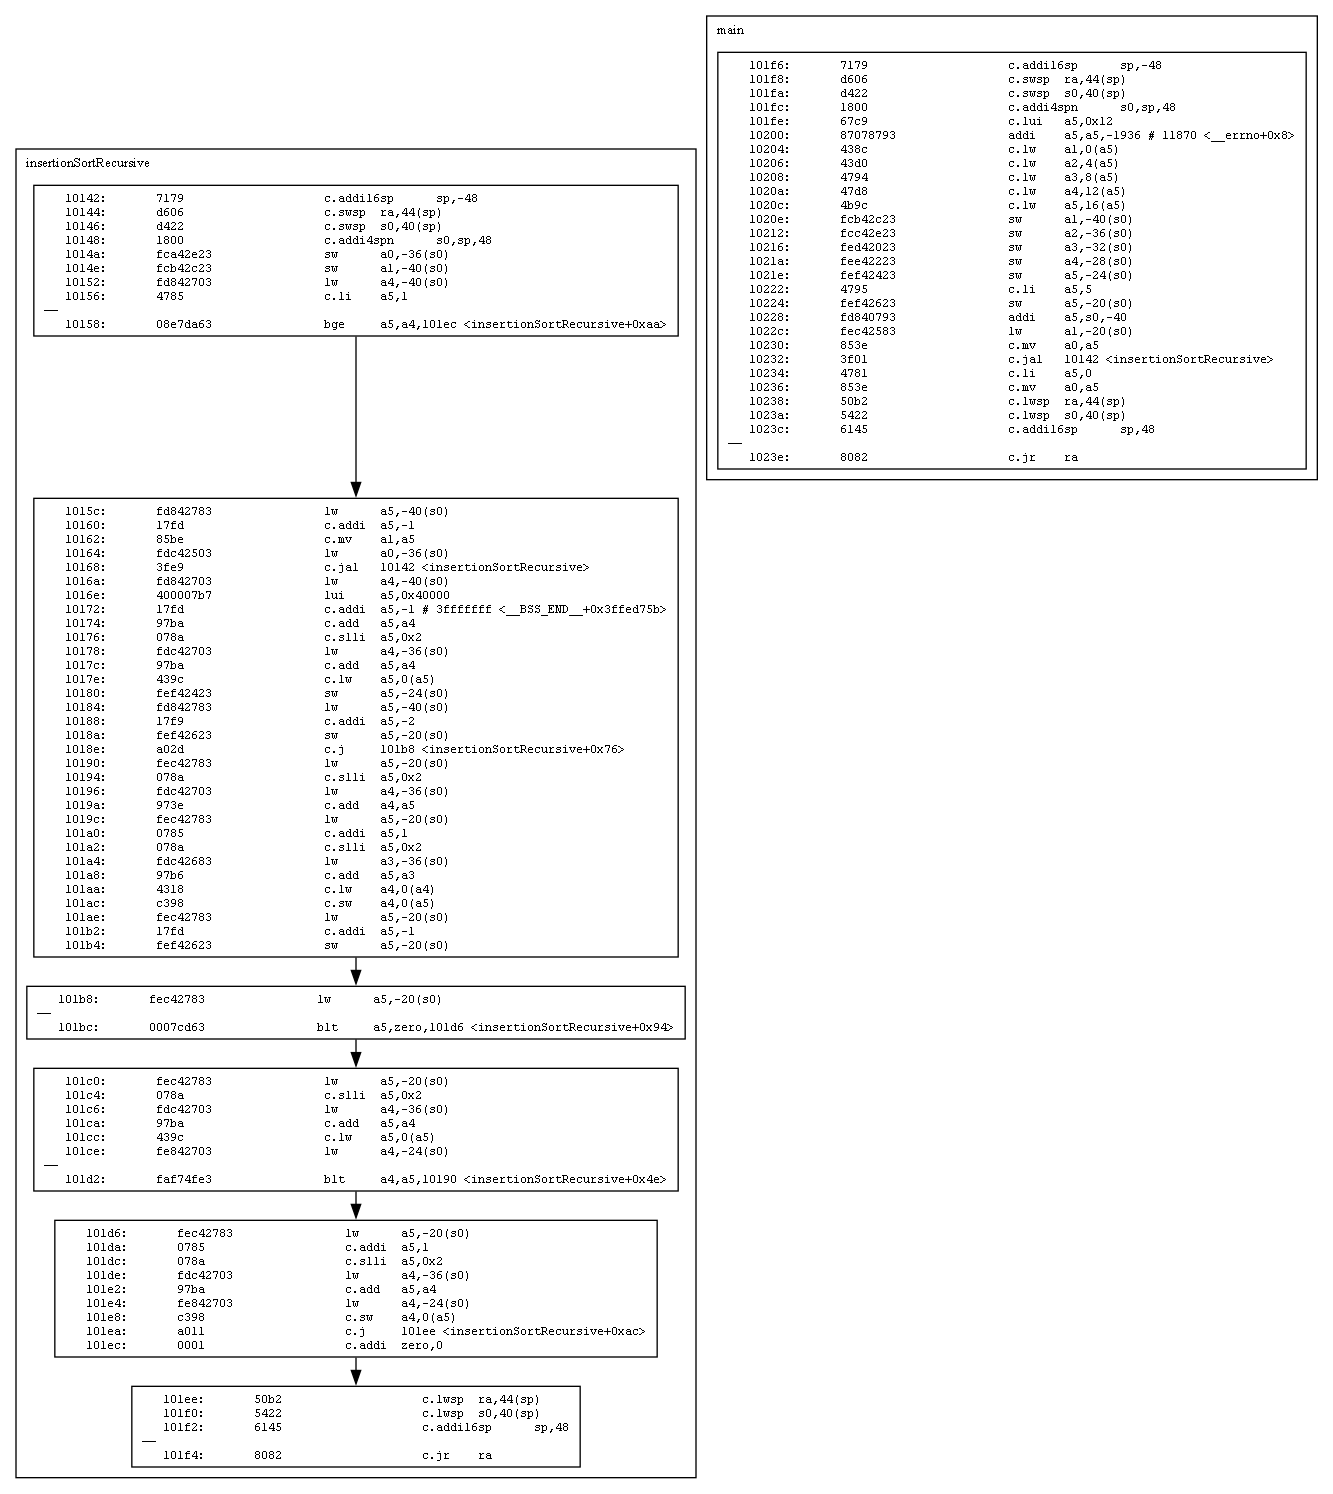 main
101f6: 7179 c.addi16sp sp,-48
101f8: d606 c.swsp ra,44(sp)
101fa: d422 c.swsp s0,40(sp)
101fc: 1800 c.addi4spn s0,sp,48
101fe: 67c9 c.lui a5,0x12
10200: 87078793 addi a5,a5,-1936 # 11870 <__errno+0x8>
10204: 438c c.lw a1,0(a5)
10206: 43d0 c.lw a2,4(a5)
10208: 4794 c.lw a3,8(a5)
1020a: 47d8 c.lw a4,12(a5)
1020c: 4b9c c.lw a5,16(a5)
1020e: fcb42c23 sw a1,-40(s0)
10212: fcc42e23 sw a2,-36(s0)
10216: fed42023 sw a3,-32(s0)
1021a: fee42223 sw a4,-28(s0)
1021e: fef42423 sw a5,-24(s0)
10222: 4795 c.li a5,5
10224: fef42623 sw a5,-20(s0)
10228: fd840793 addi a5,s0,-40
1022c: fec42583 lw a1,-20(s0)
10230: 853e c.mv a0,a5
10232: 3f01 c.jal 10142 <insertionSortRecursive>
10234: 4781 c.li a5,0
10236: 853e c.mv a0,a5
10238: 50b2 c.lwsp ra,44(sp)
1023a: 5422 c.lwsp s0,40(sp)
1023c: 6145 c.addi16sp sp,48
__
1023e: 8082 c.jr ra
insertionSortRecursive
10142: 7179 c.addi16sp sp,-48
10144: d606 c.swsp ra,44(sp)
10146: d422 c.swsp s0,40(sp)
10148: 1800 c.addi4spn s0,sp,48
1014a: fca42e23 sw a0,-36(s0)
1014e: fcb42c23 sw a1,-40(s0)
10152: fd842703 lw a4,-40(s0)
10156: 4785 c.li a5,1
__
10158: 08e7da63 bge a5,a4,101ec <insertionSortRecursive+0xaa>
1015c: fd842783 lw a5,-40(s0)
10160: 17fd c.addi a5,-1
10162: 85be c.mv a1,a5
10164: fdc42503 lw a0,-36(s0)
10168: 3fe9 c.jal 10142 <insertionSortRecursive>
1016a: fd842703 lw a4,-40(s0)
1016e: 400007b7 lui a5,0x40000
10172: 17fd c.addi a5,-1 # 3fffffff <__BSS_END__+0x3ffed75b>
10174: 97ba c.add a5,a4
10176: 078a c.slli a5,0x2
10178: fdc42703 lw a4,-36(s0)
1017c: 97ba c.add a5,a4
1017e: 439c c.lw a5,0(a5)
10180: fef42423 sw a5,-24(s0)
10184: fd842783 lw a5,-40(s0)
10188: 17f9 c.addi a5,-2
1018a: fef42623 sw a5,-20(s0)
1018e: a02d c.j 101b8 <insertionSortRecursive+0x76>
10190: fec42783 lw a5,-20(s0)
10194: 078a c.slli a5,0x2
10196: fdc42703 lw a4,-36(s0)
1019a: 973e c.add a4,a5
1019c: fec42783 lw a5,-20(s0)
101a0: 0785 c.addi a5,1
101a2: 078a c.slli a5,0x2
101a4: fdc42683 lw a3,-36(s0)
101a8: 97b6 c.add a5,a3
101aa: 4318 c.lw a4,0(a4)
101ac: c398 c.sw a4,0(a5)
101ae: fec42783 lw a5,-20(s0)
101b2: 17fd c.addi a5,-1
101b4: fef42623 sw a5,-20(s0)
101b8: fec42783 lw a5,-20(s0)
__
101bc: 0007cd63 blt a5,zero,101d6 <insertionSortRecursive+0x94>
101c0: fec42783 lw a5,-20(s0)
101c4: 078a c.slli a5,0x2
101c6: fdc42703 lw a4,-36(s0)
101ca: 97ba c.add a5,a4
101cc: 439c c.lw a5,0(a5)
101ce: fe842703 lw a4,-24(s0)
__
101d2: faf74fe3 blt a4,a5,10190 <insertionSortRecursive+0x4e>
101d6: fec42783 lw a5,-20(s0)
101da: 0785 c.addi a5,1
101dc: 078a c.slli a5,0x2
101de: fdc42703 lw a4,-36(s0)
101e2: 97ba c.add a5,a4
101e4: fe842703 lw a4,-24(s0)
101e8: c398 c.sw a4,0(a5)
101ea: a011 c.j 101ee <insertionSortRecursive+0xac>
101ec: 0001 c.addi zero,0
101ee: 50b2 c.lwsp ra,44(sp)
101f0: 5422 c.lwsp s0,40(sp)
101f2: 6145 c.addi16sp sp,48
__
101f4: 8082 c.jr ra